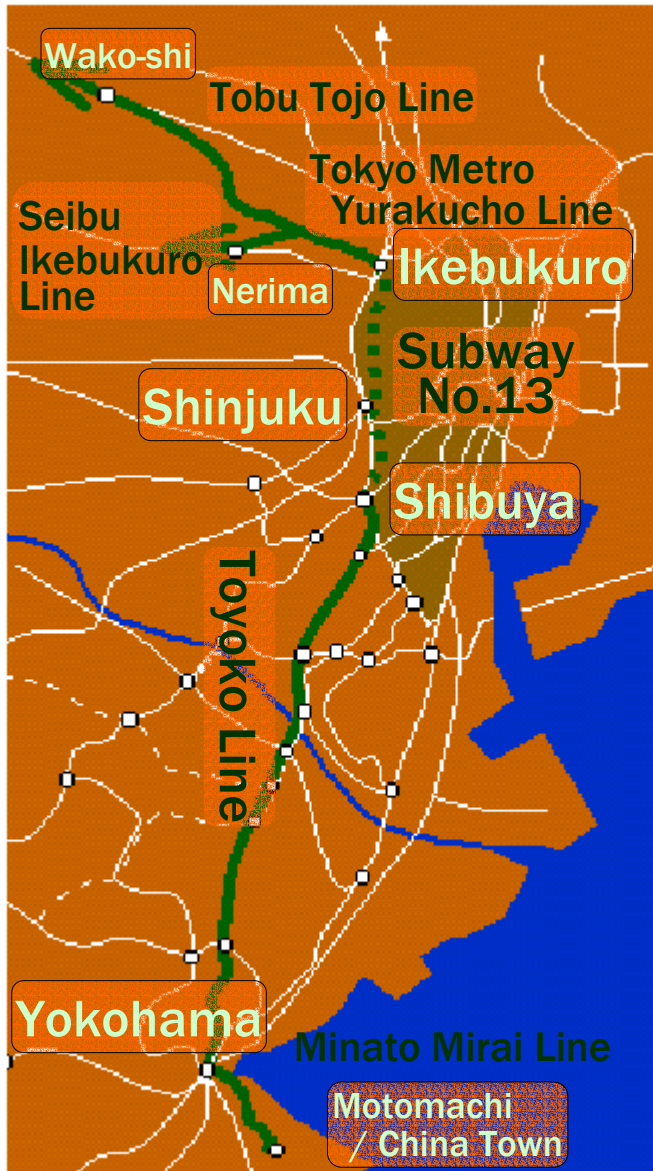 Wako-shi
Tobu Tojo Line
Tokyo Metro
Yurakucho Line
Seibu
Ikebukuro
Line
Nerima
Ikebukuro
Subway
No.13
Shinjuku
Shibuya
Toyoko Line
Yokohama
Minato Mirai Line
Motomachi
/ China Town